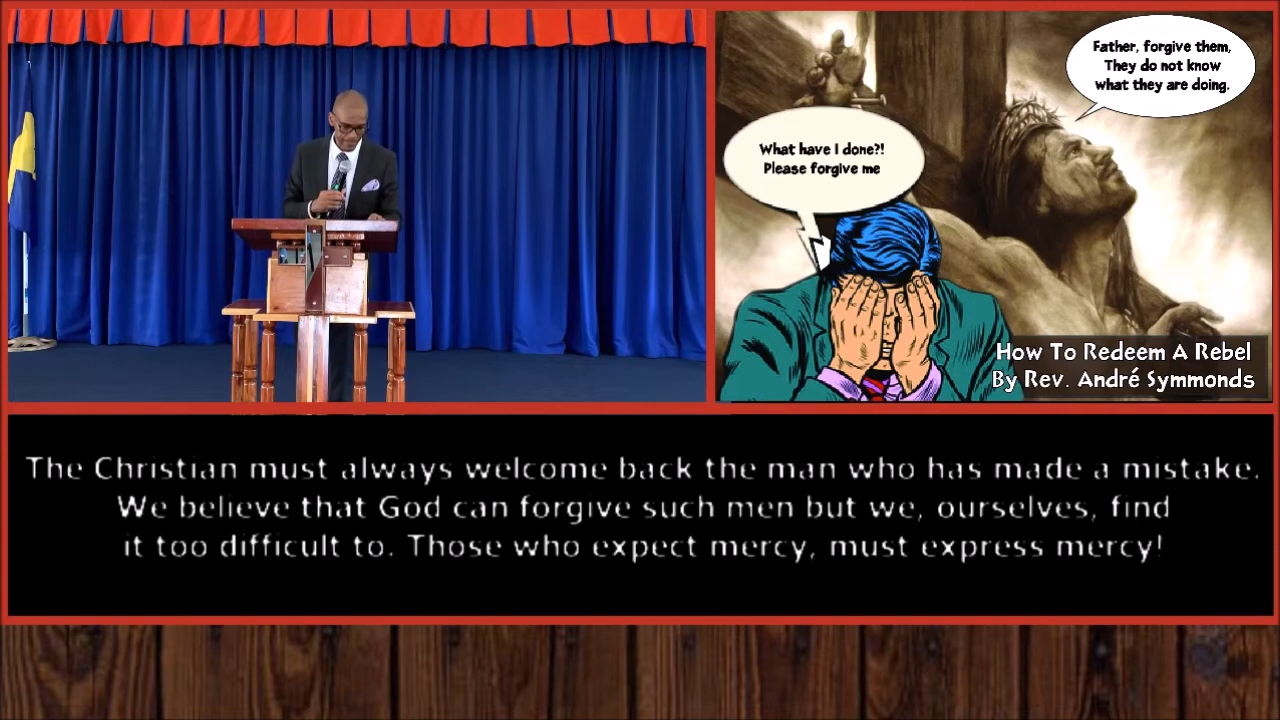 Father, forgive them,
They do not know
what they are doing.
What have I done?!
Please forgive me
How To Redeem A Rebel
By Rev. André Symmonds
The Christian must always welcome back the man who has made a mistake.
We believe that God can forgive such men but we, ourselves, find
it too difficult to. Those who expect mercy, must express mercy!